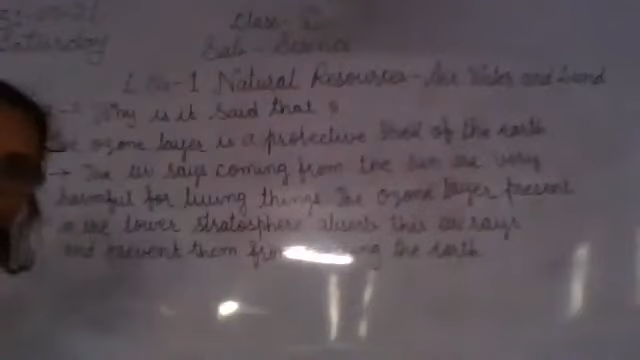 Saturday
Class-
Sub - Science
L No-1 Natural Resources - Air Water and Land
Why is it said that ?
ozone layer is a protective of the earth
→ The uv rays coming from the sun are very
harmful for living things. The ozone layer present
in the lower stratosphere absorbs this uv rays
and prevent them from the earth